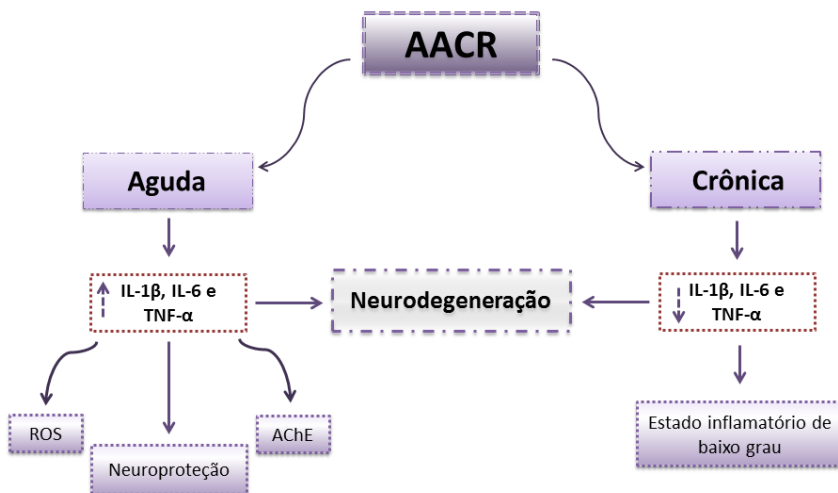 AACR
Aguda
Crônica
IL-1β, IL-6 e
TNF-α
Neurodegeneração
IL-1β, IL-6 e
TNF-α
ROS
AChE
Neuroproteção
Estado inflamatório de
baixo grau